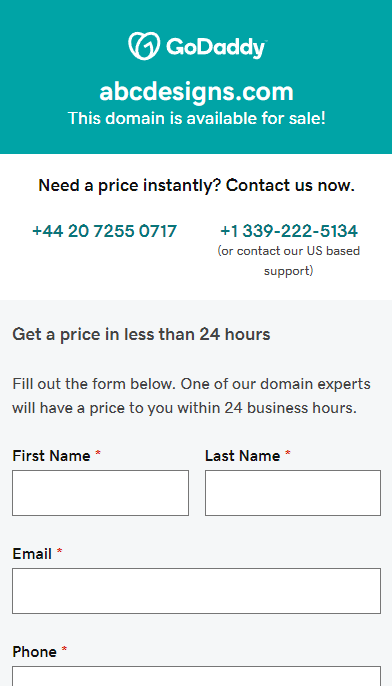 GoDaddy
abcdesigns.com
This domain is available for sale!
Need a price instantly? Contact us now.
+44 20 7255 0717
+1 339-222-5134
(or contact our US based
support)
Get a price in less than 24 hours
Fill out the form below. One of our domain experts
will have a price to you within 24 business hours.
First Name * Last Name *
Email *
Phone *